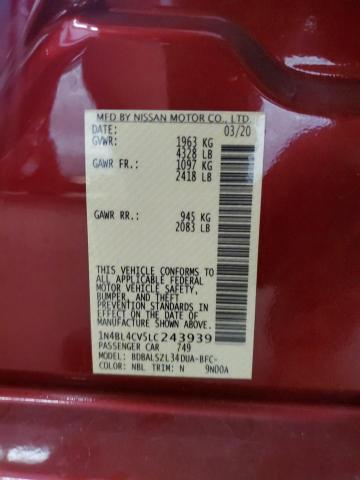 MFD BY NISSAN MOTOR CO., LTD.
DATE: 03/20
GVWR: 1963 KG
4328 LB
GAWR FR.: 1097 KG
2418 LB
GAWR RR.: 945 KG
2083 LB
THIS VEHICLE CONFORMS TO
ALL APPLICABLE FEDERAL
MOTOR VEHICLE SAFETY,
BUMPER, AND THEFT
PREVENTION STANDARDS IN
EFFECT ON THE DATE OF
MANUFACTURE SHOWN ABOVE.
1N4BL4CV5LC243939
PASSENGER CAR 749
MODEL: BDBALSZL34DUA-BFC-
COLOR: NBL TRIM: N 9N00A